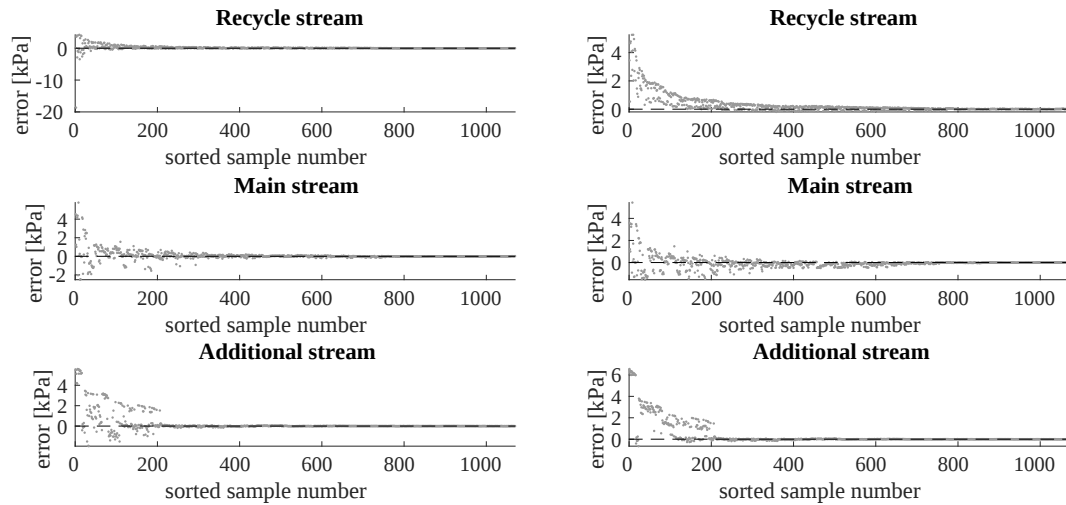 Recycle stream
error [kPa]
0
-10
-20
0 200 400 600 800 1000
sorted sample number
Main stream
error [kPa]
4
2
0
-2
0 200 400 600 800 1000
sorted sample number
Additional stream
error [kPa]
4
2
0
0 200 400 600 800 1000
sorted sample number
Recycle stream
error [kPa]
4
2
0
0 200 400 600 800 1000
sorted sample number
Main stream
error [kPa]
4
2
0
0 200 400 600 800 1000
sorted sample number
Additional stream
error [kPa]
6
4
2
0
0 200 400 600 800 1000
sorted sample number